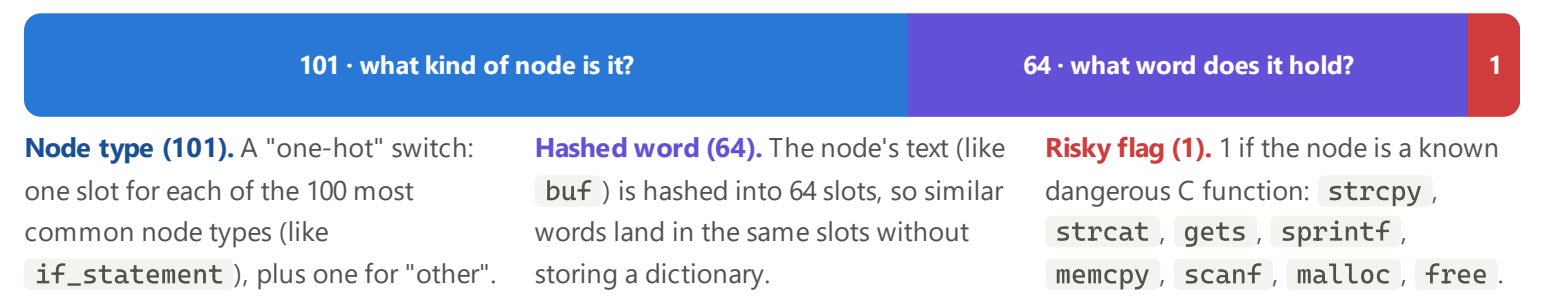 101 · what kind of node is it?
64 · what word does it hold?
1
Node type (101). A "one-hot" switch:
one slot for each of the 100 most
common node types (like
if_statement), plus one for "other".
Hashed word (64). The node's text (like
buf) is hashed into 64 slots, so similar
words land in the same slots without
storing a dictionary.
Risky flag (1). 1 if the node is a known
dangerous C function: strcpy,
strcat, gets, sprintf,
memcpy, scanf, malloc, free.